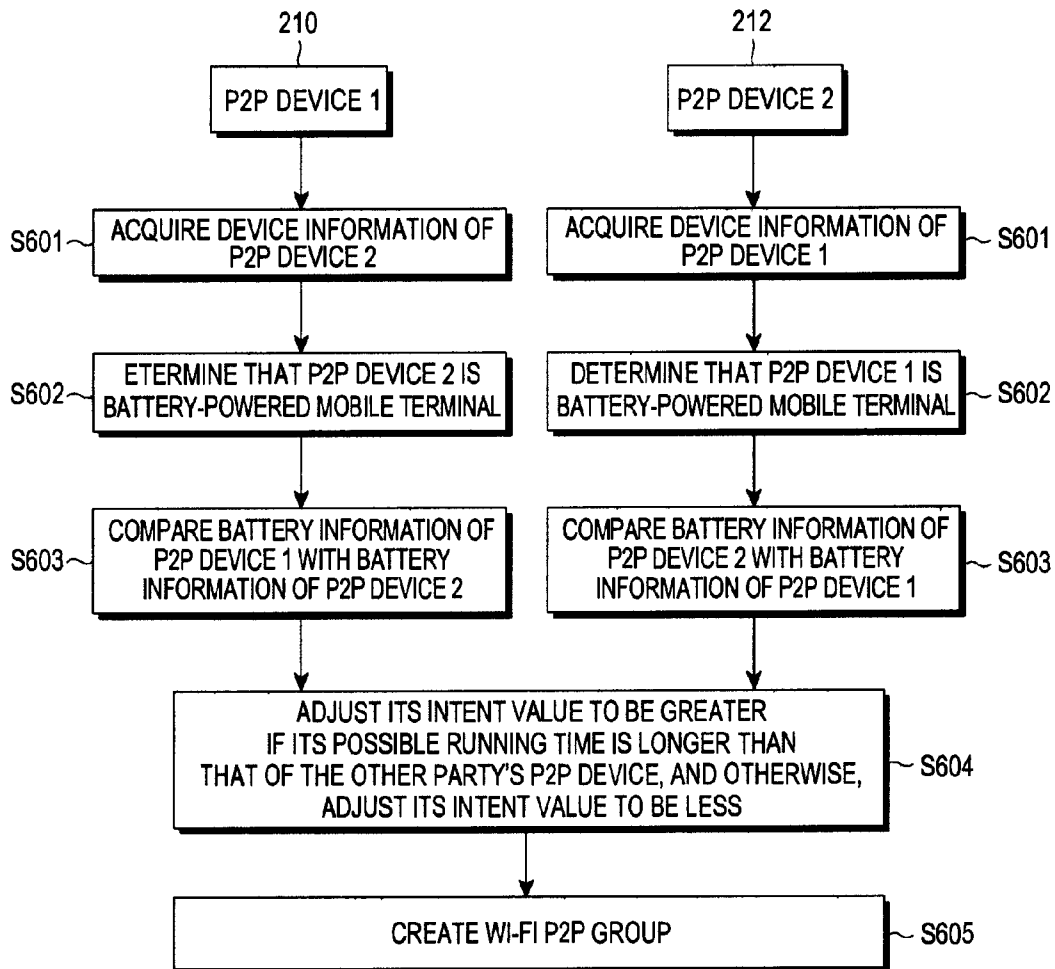 210
212
P2P DEVICE 1
P2P DEVICE 2
S601
ACQUIRE DEVICE INFORMATION OF
P2P DEVICE 2
ACQUIRE DEVICE INFORMATION OF
P2P DEVICE 1
S601
S602
ETERMINE THAT P2P DEVICE 2 IS
BATTERY-POWERED MOBILE TERMINAL
DETERMINE THAT P2P DEVICE 1 IS
BATTERY-POWERED MOBILE TERMINAL
S602
S603
COMPARE BATTERY INFORMATION OF
P2P DEVICE 1 WITH BATTERY
INFORMATION OF P2P DEVICE 2
COMPARE BATTERY INFORMATION OF
P2P DEVICE 2 WITH BATTERY
INFORMATION OF P2P DEVICE 1
S603
ADJUST ITS INTENT VALUE TO BE GREATER
IF ITS POSSIBLE RUNNING TIME IS LONGER THAN
THAT OF THE OTHER PARTY'S P2P DEVICE, AND OTHERWISE,
ADJUST ITS INTENT VALUE TO BE LESS
S604
CREATE WI-FI P2P GROUP
S605